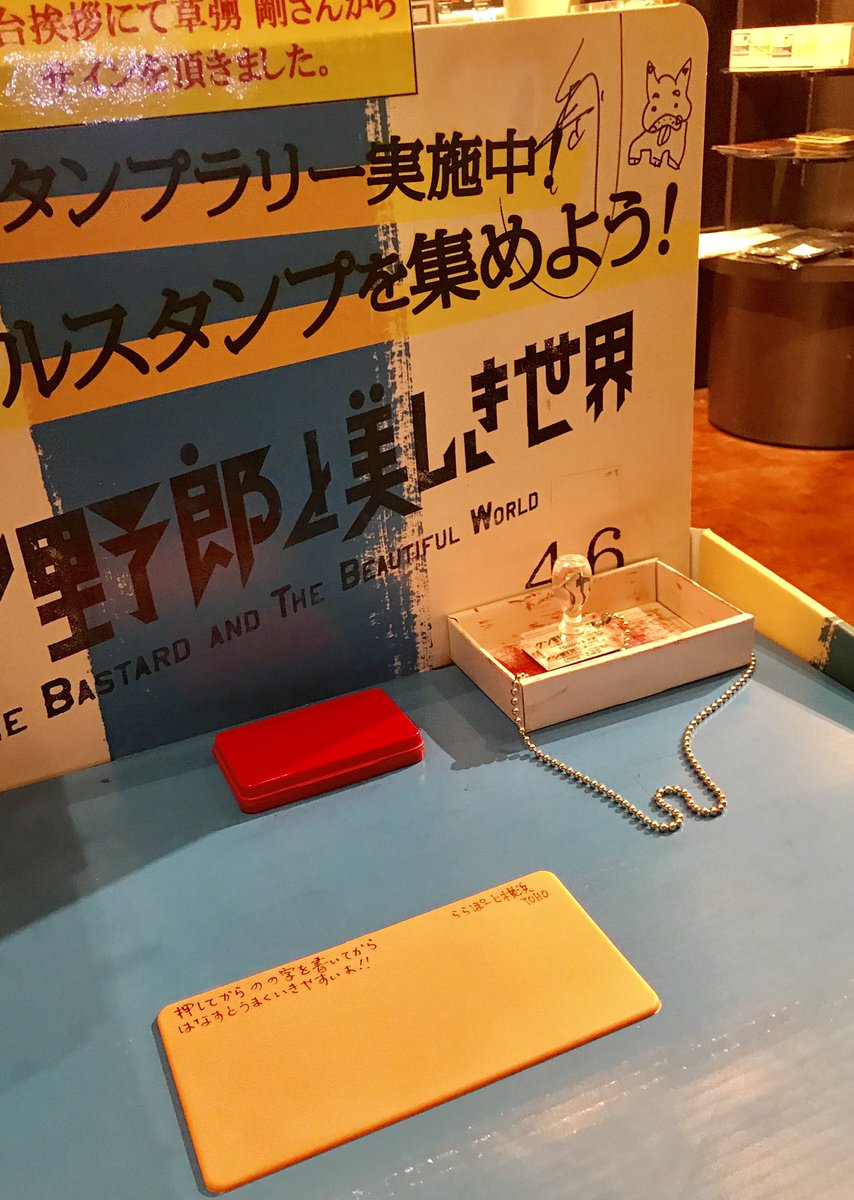 台挨拶にて草彅 剛さんから
サインを頂きました。
タンプラリー実施中!
ルスタンプを集めよう!
野郎と美しき世界
BASTARD AND THE BEAUTIFUL WORLD
4 6
ららぽーと横浜
TOHO
押してから のの字を書いてから
はなすとうまくいきやすいよ!!